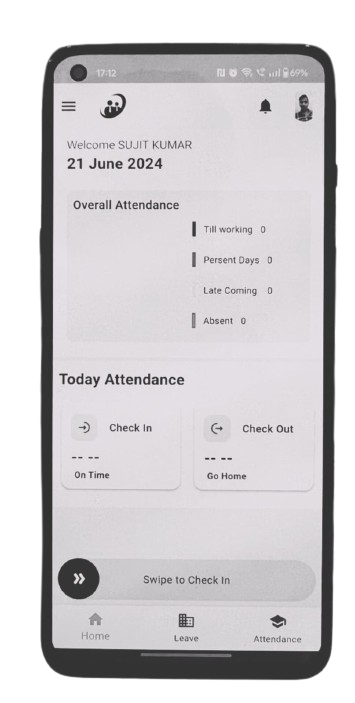 17:12
69%
Welcome SUJIT KUMAR
21 June 2024
Overall Attendance
Till working 0
Persent Days 0
Late Coming 0
Absent 0
Today Attendance
Check In
Check Out
-- --
-- --
On Time
Go Home
Swipe to Check In
Home
Leave
Attendance